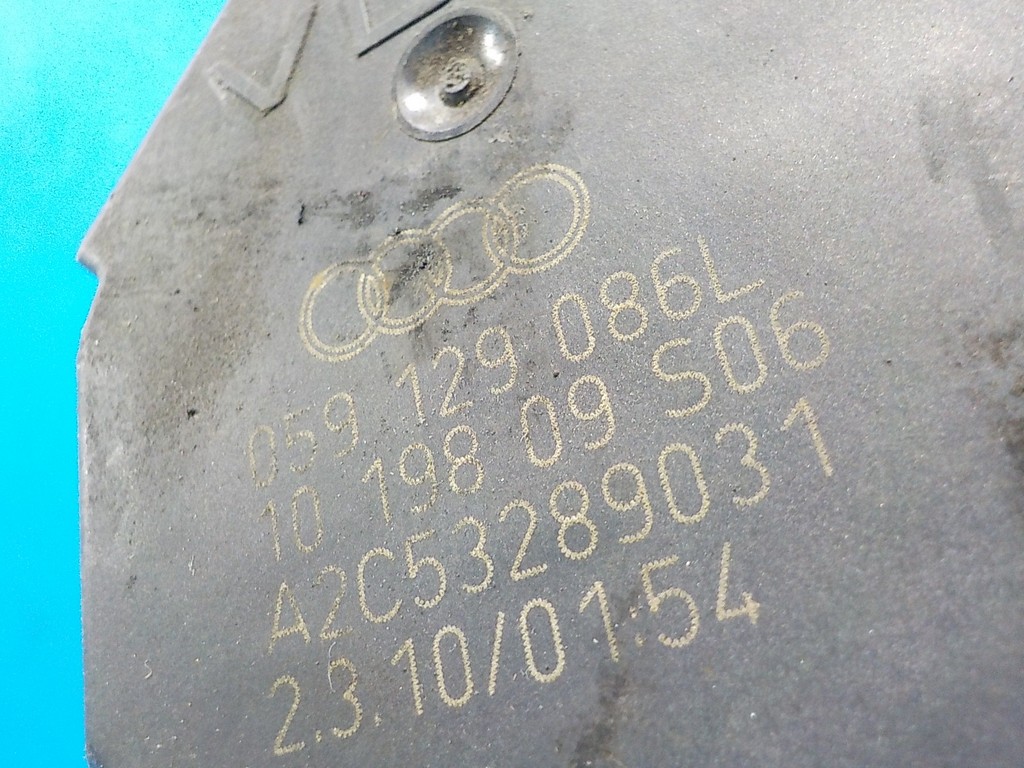 059 129 086L
10 198 09 S06
A2C53289031
2.3.10/01:54